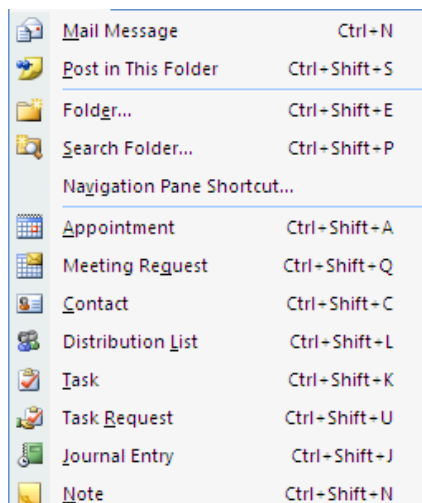 Mail Message Ctrl+N
Post in This Folder Ctrl+Shift+S
Folder... Ctrl+Shift+E
Search Folder... Ctrl+Shift+P
Navigation Pane Shortcut...
Appointment Ctrl+Shift+A
Meeting Request Ctrl+Shift+Q
Contact Ctrl+Shift+C
Distribution List Ctrl+Shift+L
Task Ctrl+Shift+K
Task Request Ctrl+Shift+U
Journal Entry Ctrl+Shift+J
Note Ctrl+Shift+N